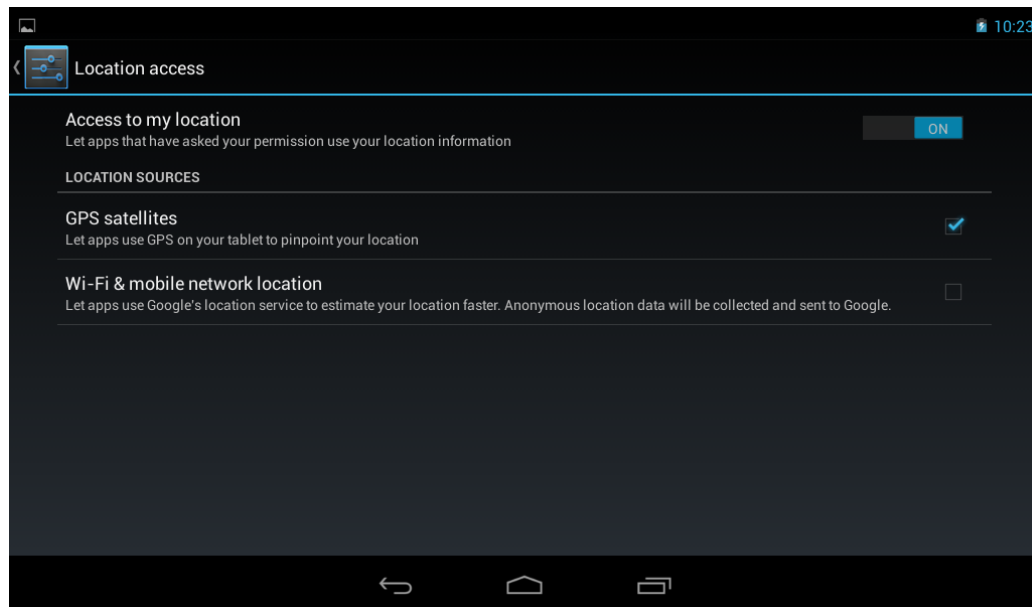 10:23
Location access
Access to my location
ON
Let apps that have asked your permission use your location information
LOCATION SOURCES
GPS satellites
Let apps use GPS on your tablet to pinpoint your location
Wi-Fi & mobile network location
Let apps use Google's location service to estimate your location faster. Anonymous location data will be collected and sent to Google.